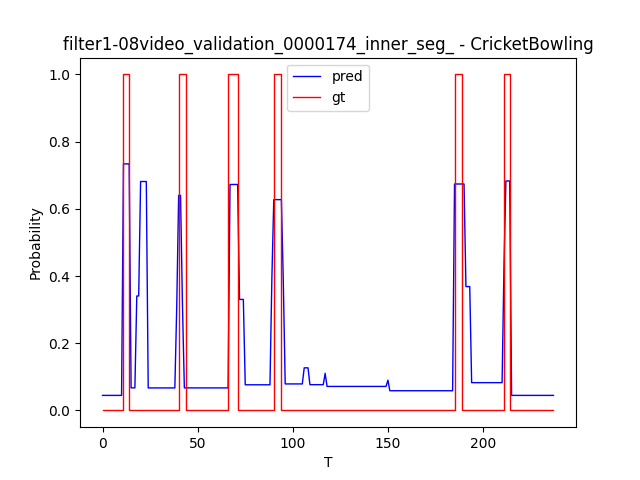 filter1-08video_validation_0000174_inner_seg_ - CricketBowling
pred
gt
1.0
0.8
0.6
0.4
0.2
0.0
Probability
0
50
100
150
200
T